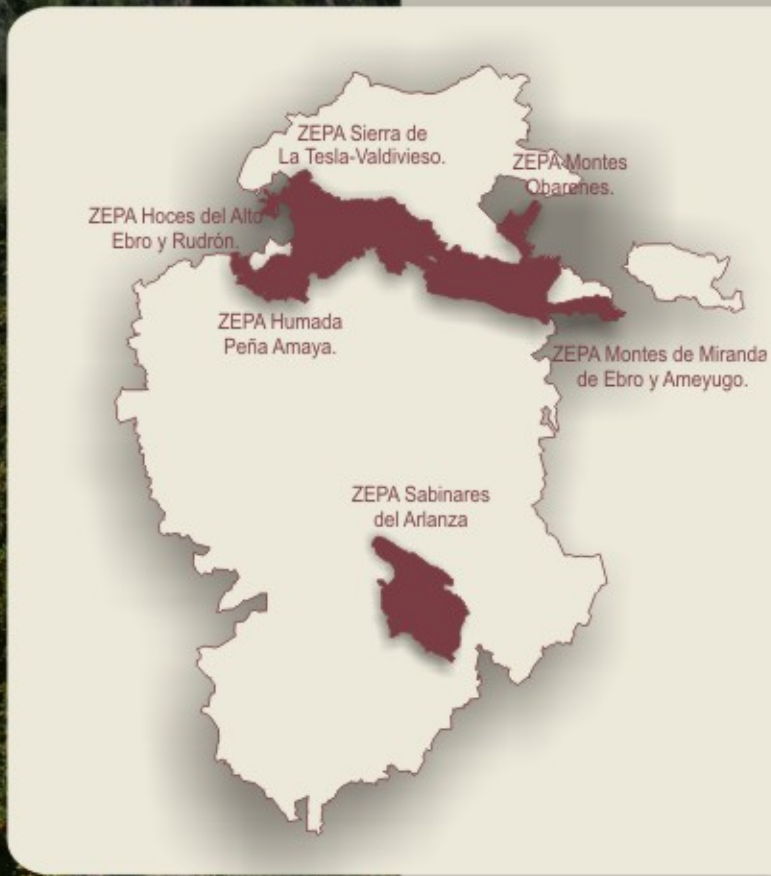 ZEPA Sierra de
La Tesla-Valdivieso.
ZEPA Montes
Obarenes.
ZEPA Hoces del Alto
Ebro y Rudrón.
ZEPA Humada
Peña Amaya.
ZEPA Montes de Miranda
de Ebro y Ameyugo.
ZEPA Sabinares
del Arlanza